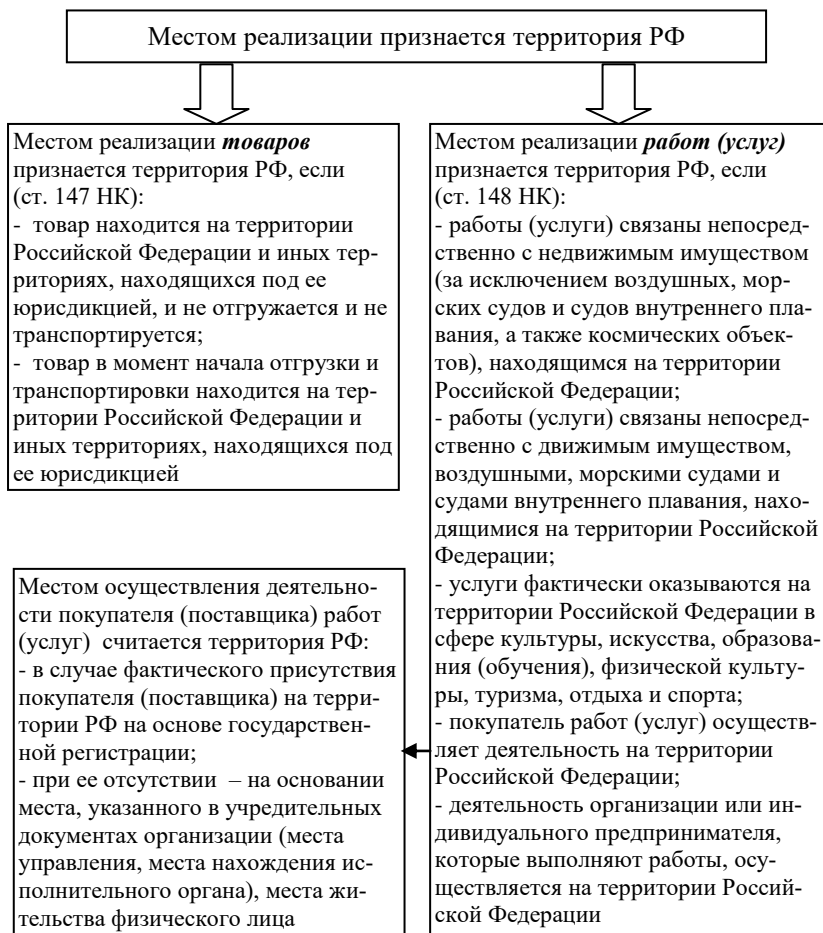 Местом реализации признается территория РФ
Местом реализации товаров
признается территория РФ, если
(ст. 147 НК):
- товар находится на территории
Российской Федерации и иных тер-
риториях, находящихся под ее
юрисдикцией, и не отгружается и не
транспортируется;
- товар в момент начала отгрузки и
транспортировки находится на тер-
ритории Российской Федерации и
иных территориях, находящихся под
ее юрисдикцией
Местом реализации работ (услуг)
признается территория РФ, если
(ст. 148 НК):
- работы (услуги) связаны непосред-
ственно с недвижимым имуществом
(за исключением воздушных, мор-
ских судов и судов внутреннего пла-
вания, а также космических объек-
тов), находящимся на территории
Российской Федерации;
- работы (услуги) связаны непосред-
ственно с движимым имуществом,
воздушными, морскими судами и
судами внутреннего плавания, нахо-
дящимися на территории Российской
Федерации;
- услуги фактически оказываются на
территории Российской Федерации в
сфере культуры, искусства, образова-
ния (обучения), физической культу-
ры, туризма, отдыха и спорта;
- покупатель работ (услуг) осуществ-
ляет деятельность на территории
Российской Федерации;
- деятельность организации или ин-
дивидуального предпринимателя,
которые выполняют работы, осу-
ществляется на территории Россий-
ской Федерации
Местом осуществления деятельно-
сти покупателя (поставщика) работ
(услуг) считается территория РФ:
- в случае фактического присутствия
покупателя (поставщика) на терри-
тории РФ на основе государствен-
ной регистрации;
- при ее отсутствии – на основании
места, указанного в учредительных
документах организации (места
управления, места нахождения ис-
полнительного органа), места жи-
тельства физического лица